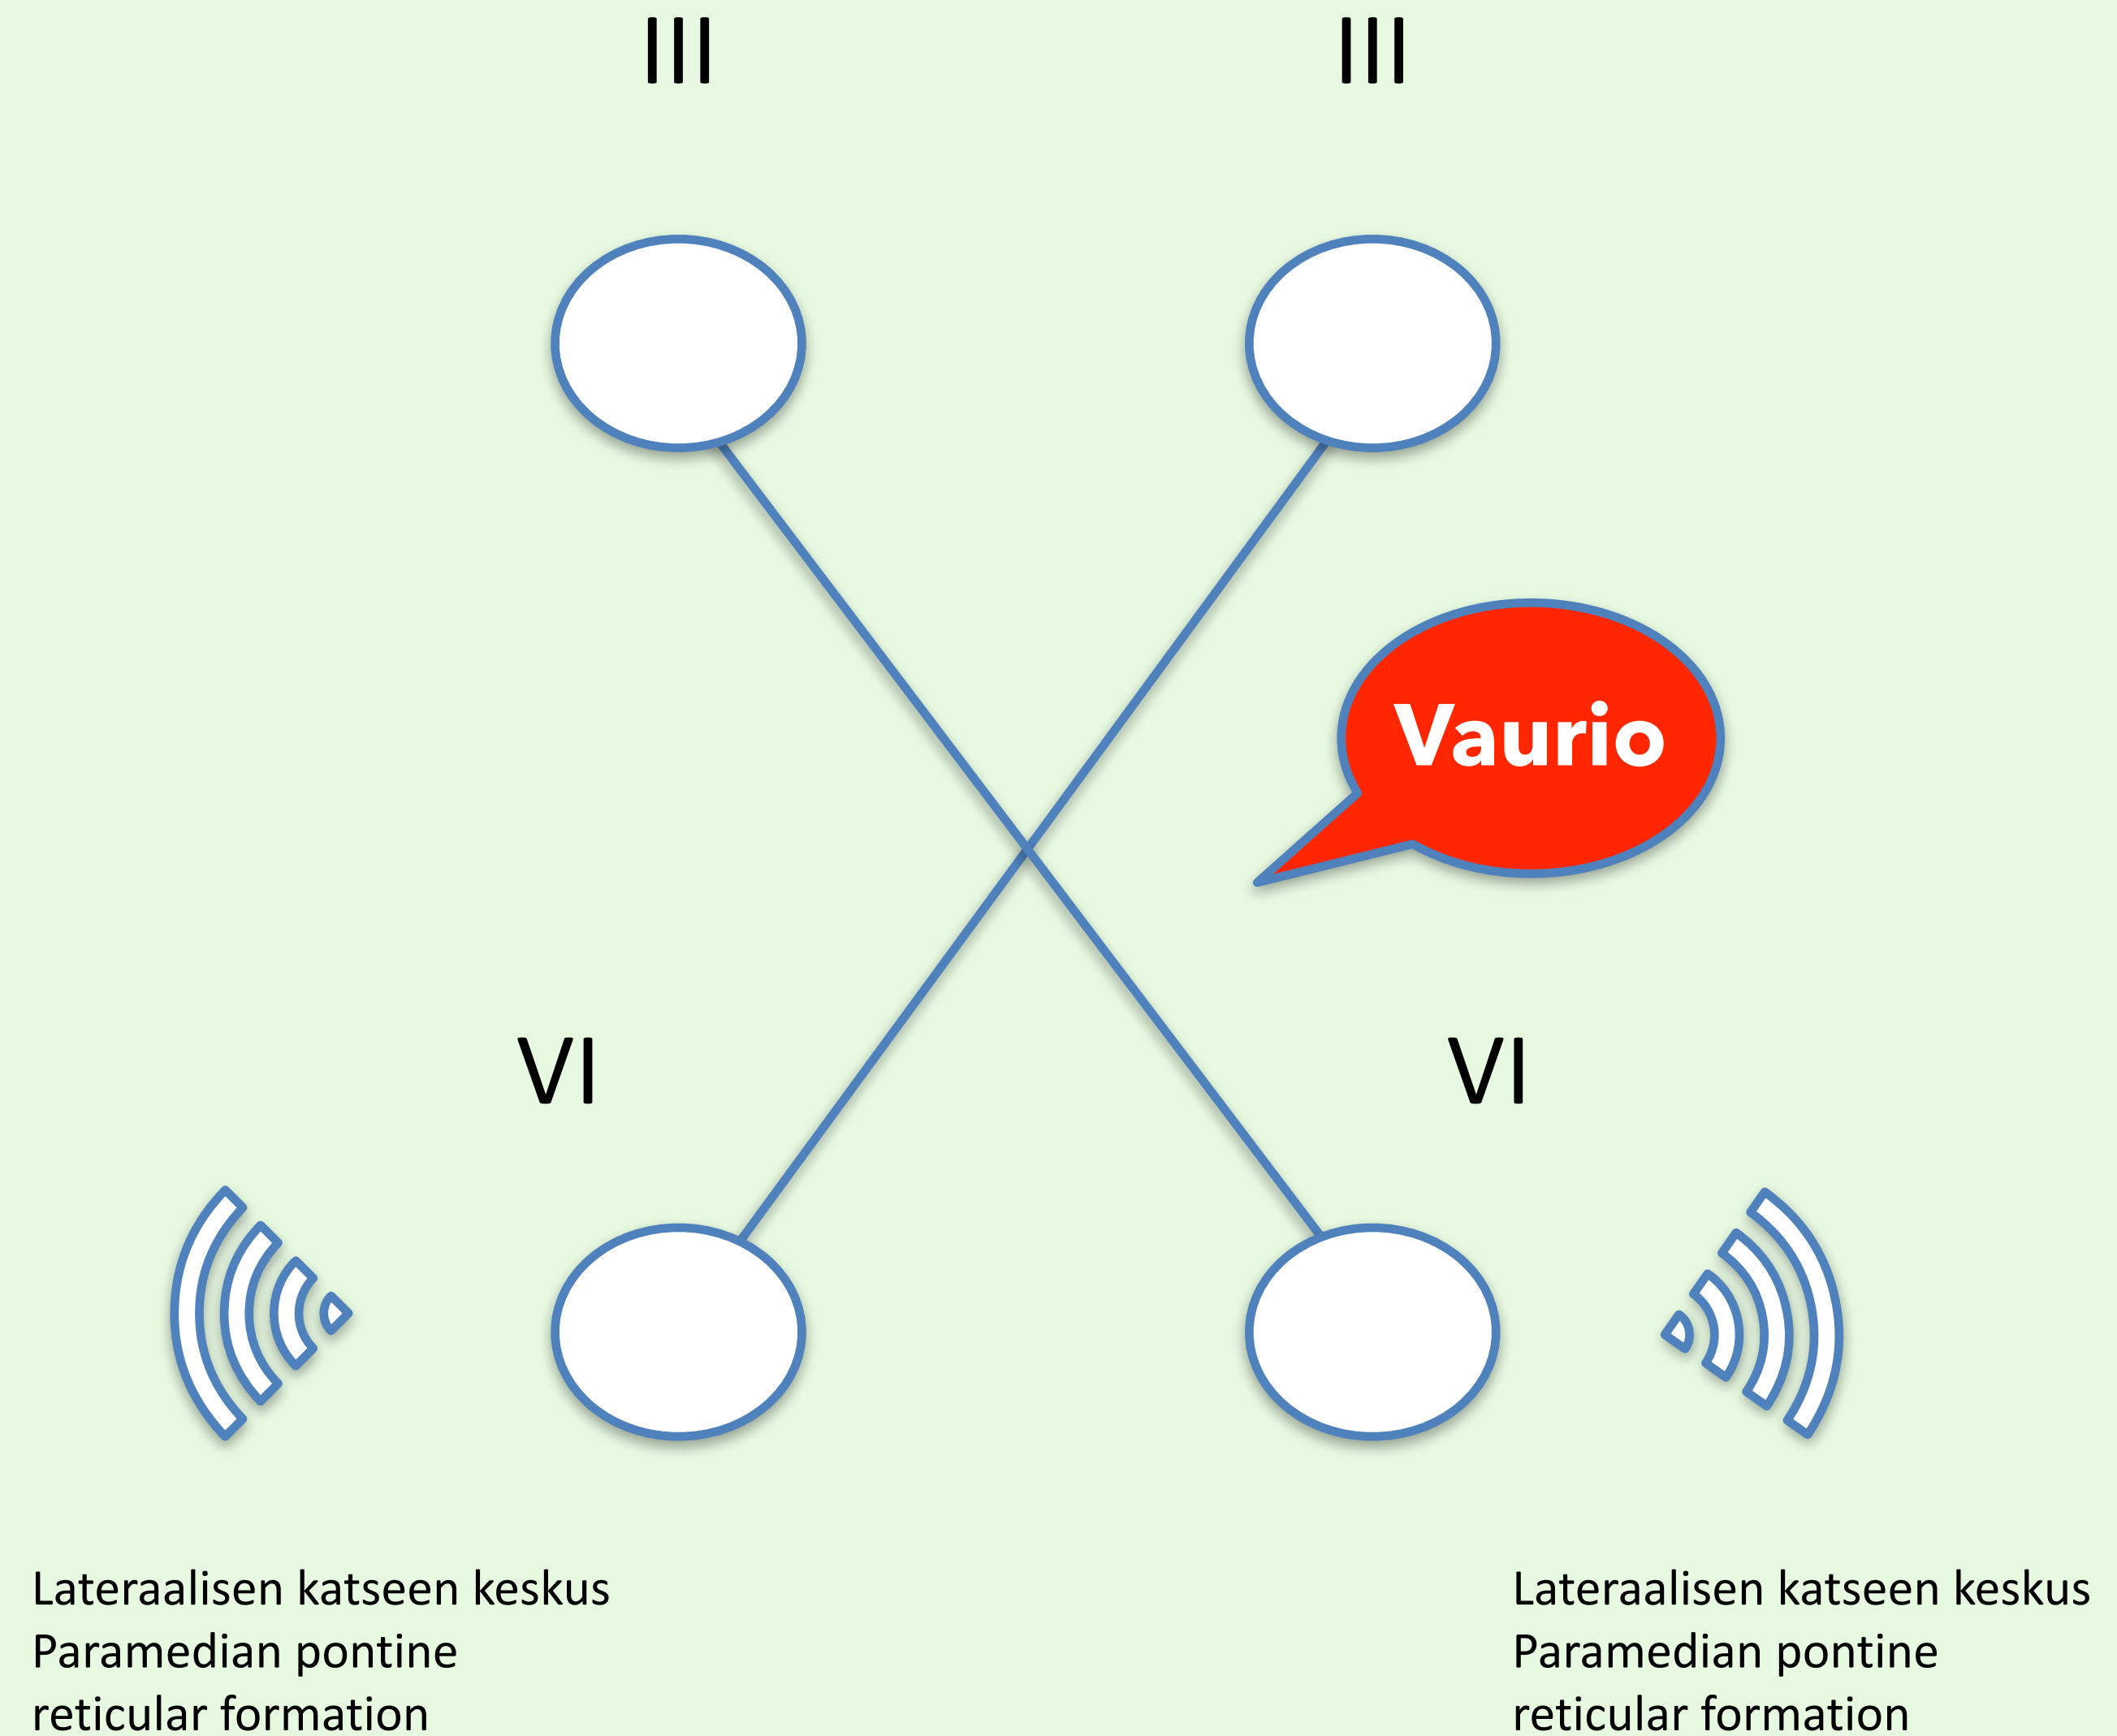 III
III
Vaurio
VI
VI
Lateraalisen katseen keskus
Paramedian pontine
reticular formation
Lateraalisen katseen keskus
Paramedian pontine
reticular formation